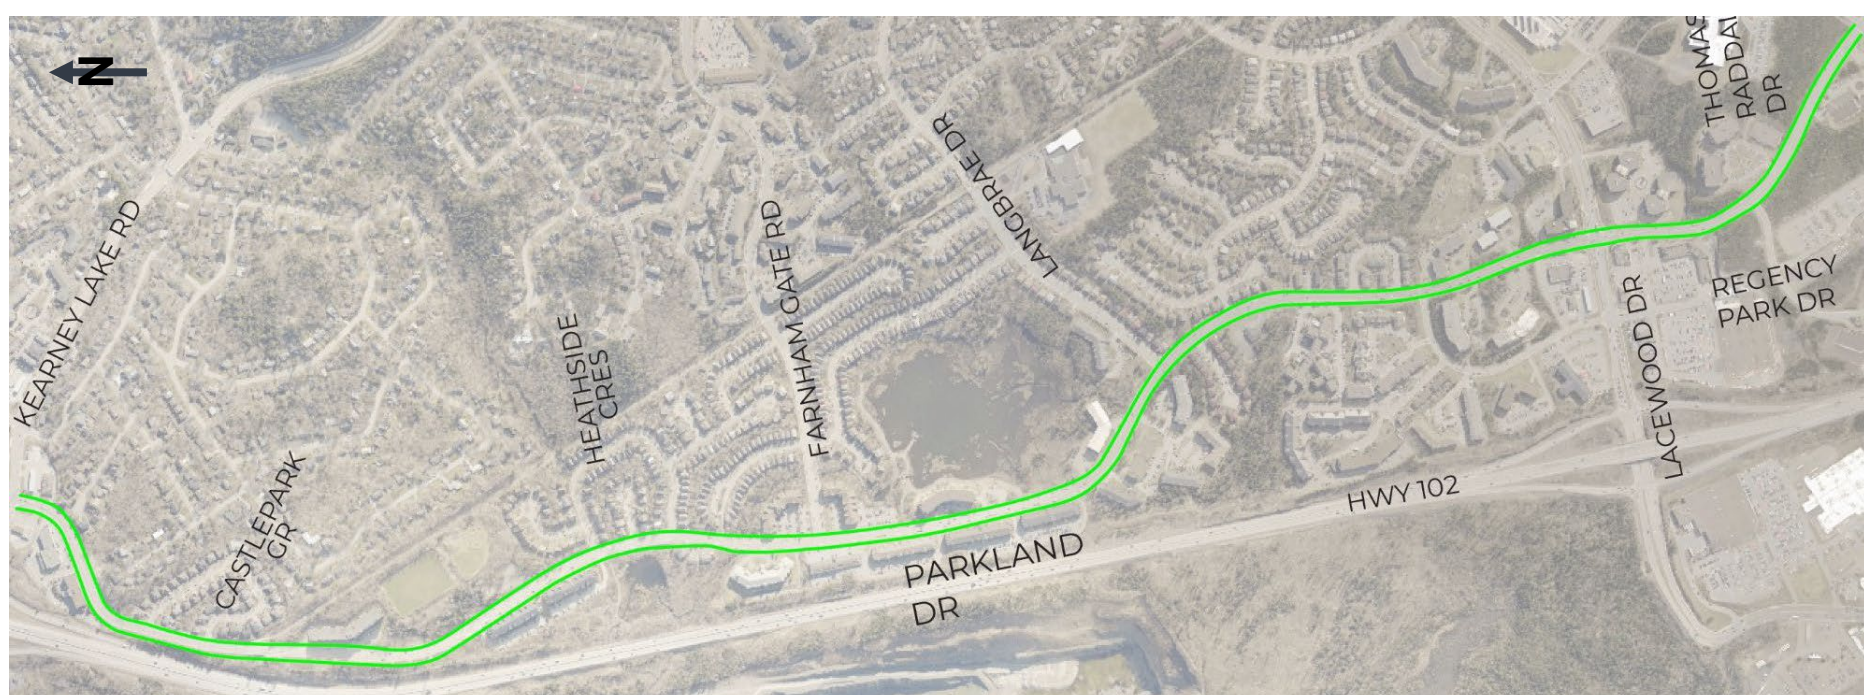 N
THOMAS
RADDAL
DR
KEARNEY LAKE RD
LANGBRAE DR
FARNHAM GATE RD
HEATHSIDE
CRES
REGENCY
PARK DR
LACEWOOD DR
CASTLEPARK
GR
HWY 102
PARKLAND
DR